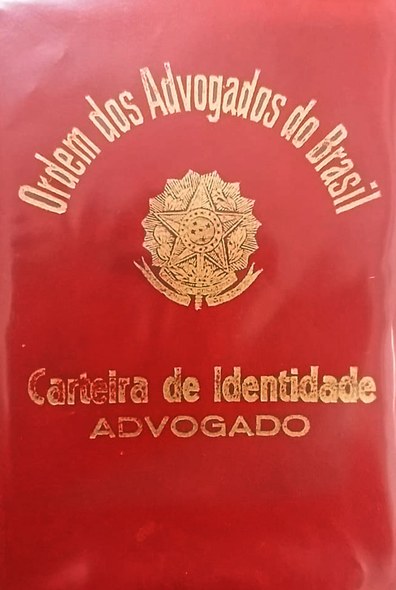 Ordem dos Advogados do Brasil
Carteira de Identidade
ADVOGADO